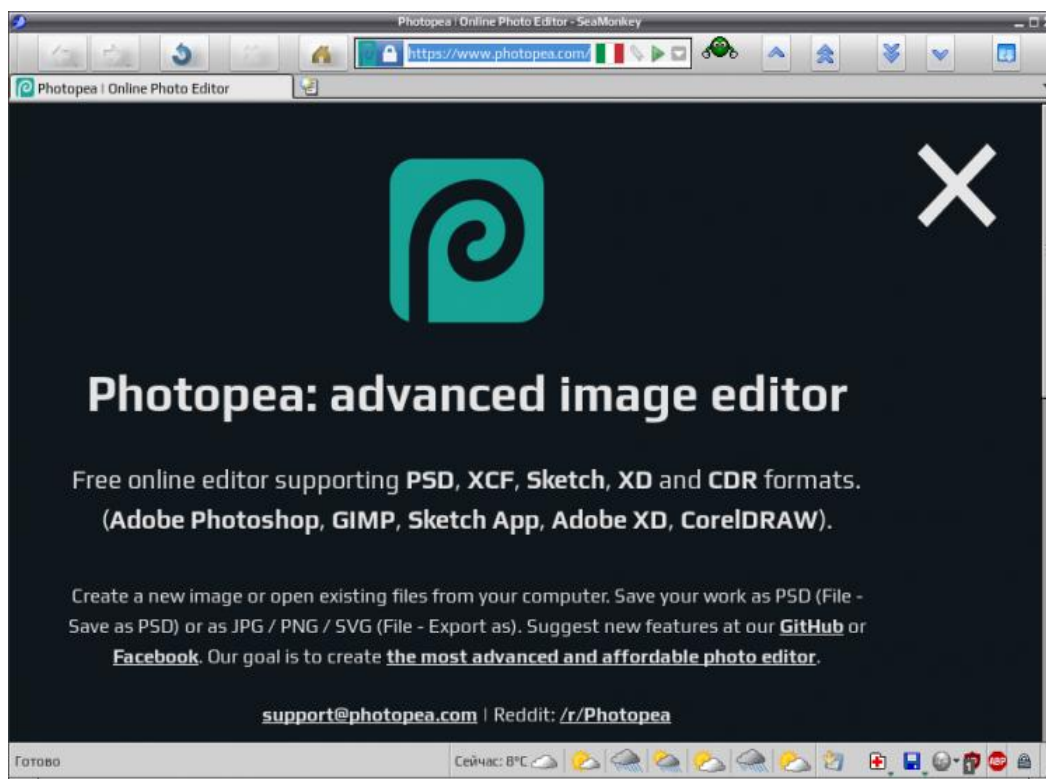 Photopea | Online Photo Editor - SeaMonkey
https://www.photopea.com/
Photopea | Online Photo Editor
Photopea: advanced image editor
Free online editor supporting PSD, XCF, Sketch, XD and CDR formats.
(Adobe Photoshop, GIMP, Sketch App, Adobe XD, CorelDRAW).
Create a new image or open existing files from your computer. Save your work as PSD (File -
Save as PSD) or as JPG / PNG / SVG (File - Export as). Suggest new features at our GitHub or
Facebook. Our goal is to create the most advanced and affordable photo editor.
support@photopea.com | Reddit: /r/Photopea
Готово
Сейчас: 8°C
ABP